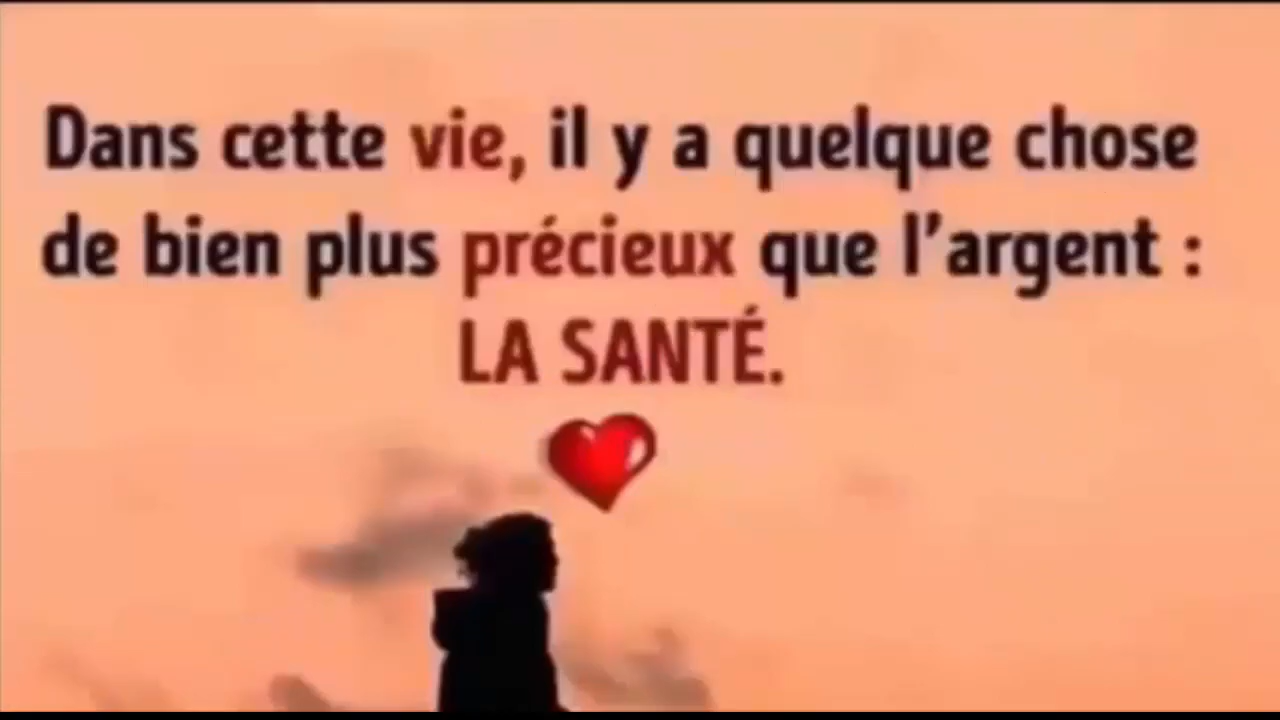 Dans cette vie, il y a quelque chose
de bien plus précieux que l’argent :
LA SANTÉ.